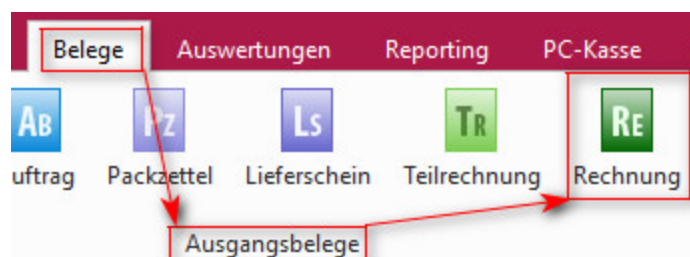 Belege Auswertungen Reporting PC-Kasse
AB PZ LS TR RE
uftrag Packzettel Lieferschein Teilrechnung Rechnung
Ausgangsbelege